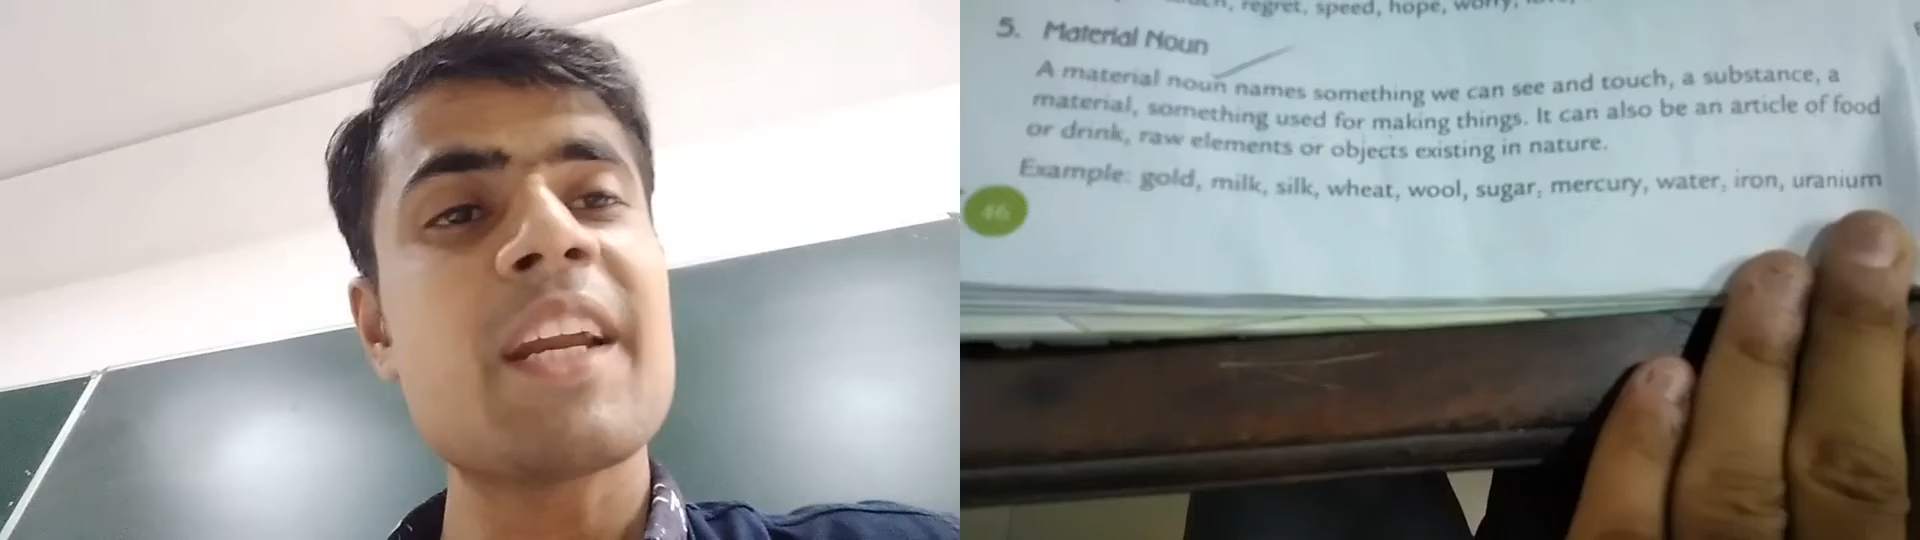 regret, speed, hope, worry,
5. Material Noun
A material noun names something we can see and touch, a substance, a
material, something used for making things. It can also be an article of food
or drink, raw elements or objects existing in nature.
Example: gold, milk, silk, wheat, wool, sugar, mercury, water, iron, uranium
46